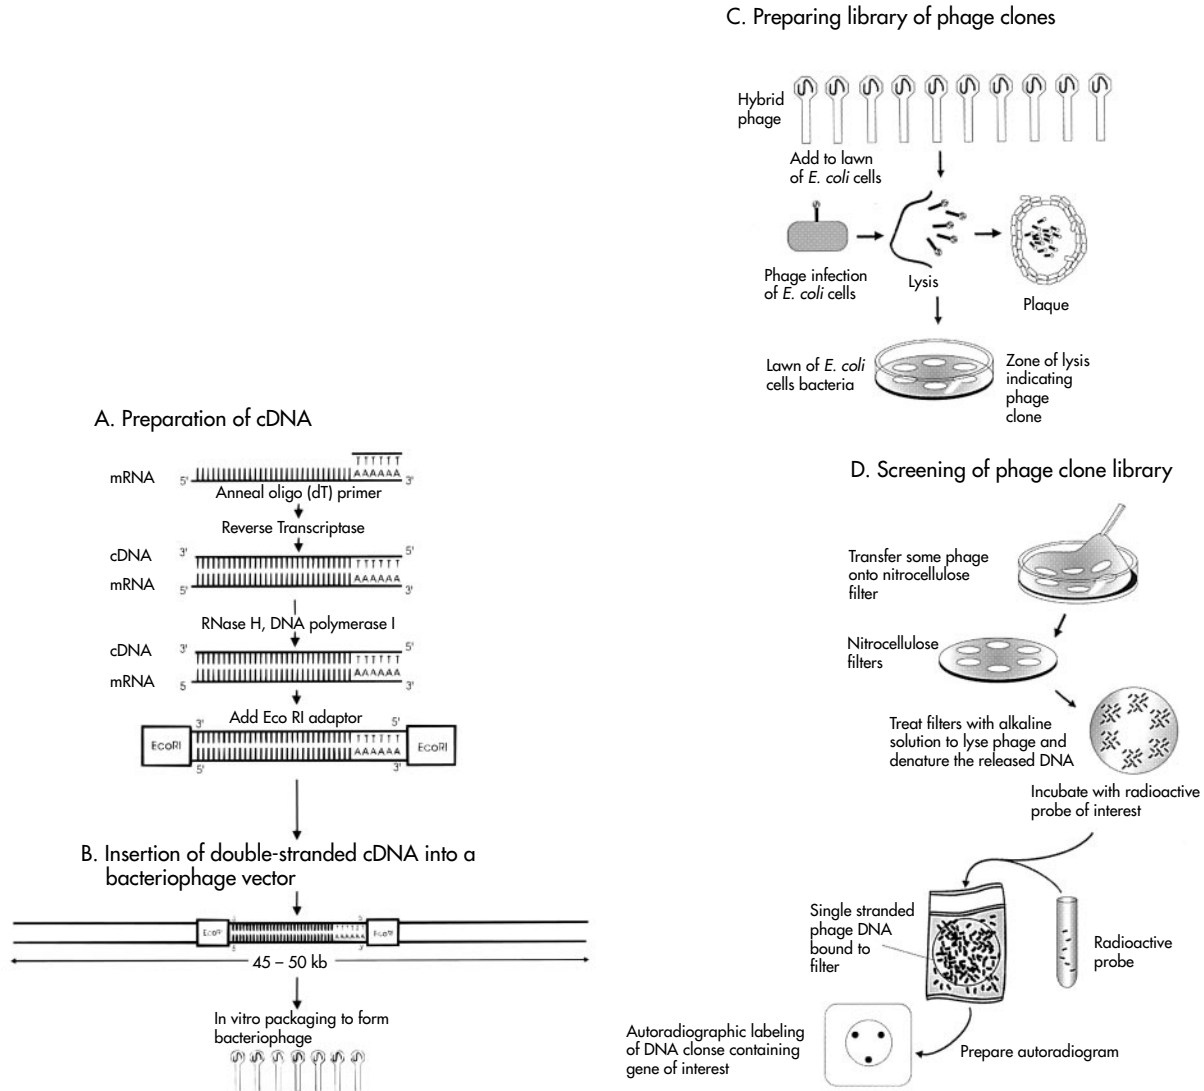 A. Preparation of cDNA
mRNA
5'
T T T T T T
A A A A A A
3'
Anneal oligo (dT) primer
Reverse Transcriptase
cDNA
3'
5'
T T T T T T
mRNA
5'
A A A A A A
3'
RNase H, DNA polymerase I
cDNA
3'
5'
T T T T T T
mRNA
5
A A A A A A
3'
Add Eco RI adaptor
3'
5'
EcoRI
T T T T T T
A A A A A A
EcoRI
5'
3'
B. Insertion of double-stranded cDNA into a
bacteriophage vector
EcoRI
EcoRI
45 – 50 kb
In vitro packaging to form
bacteriophage
C. Preparing library of phage clones
Hybrid
phage
Add to lawn
of E. coli cells
Phage infection
of E. coli cells
Lysis
Plaque
Lawn of E. coli
cells bacteria
Zone of lysis
indicating
phage
clone
D. Screening of phage clone library
Transfer some phage
onto nitrocellulose
filter
Nitrocellulose
filters
Treat filters with alkaline
solution to lyse phage and
denature the released DNA
Incubate with radioactive
probe of interest
Single stranded
phage DNA
bound to
filter
Radioactive
probe
Autoradiographic labeling
of DNA clonse containing
gene of interest
Prepare autoradiogram